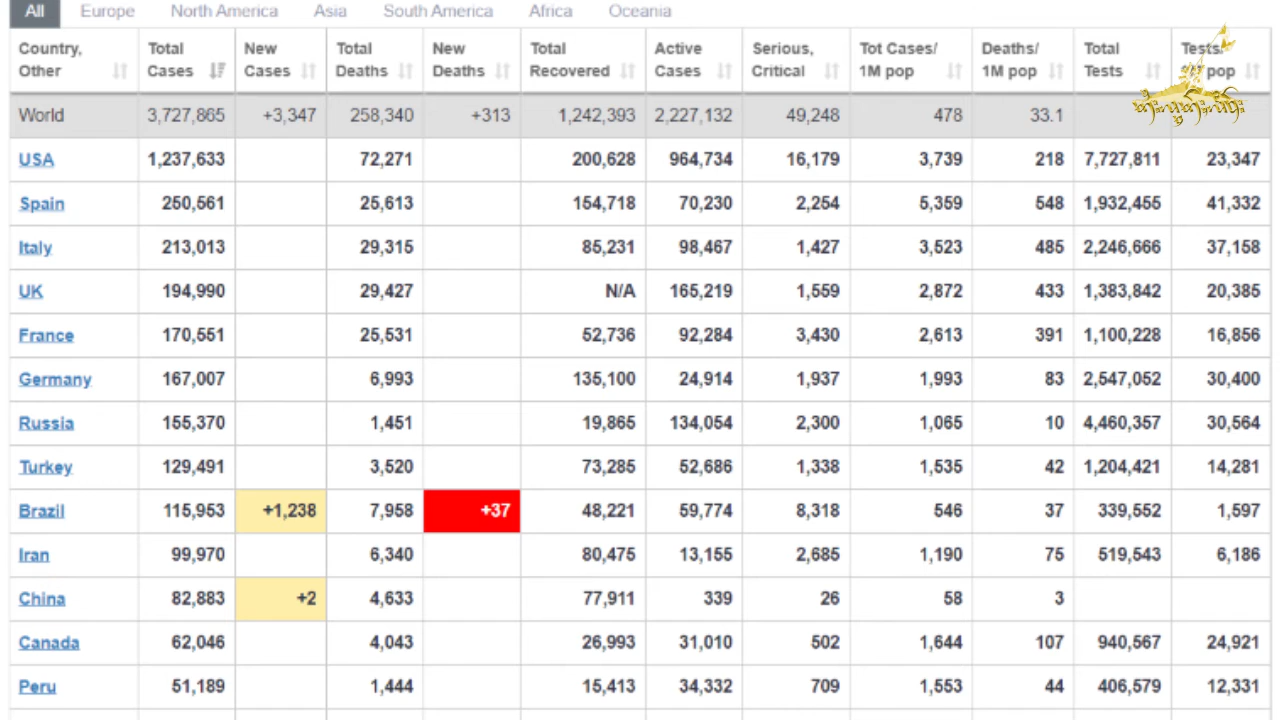 All Europe North America Asia South America Africa Oceania
Country, Other Total Cases New Cases Total Deaths New Deaths Total Recovered Active Cases Serious, Critical Tot Cases/ 1M pop Deaths/ 1M pop Total Tests Tests/ pop
World 3,727,865 +3,347 258,340 +313 1,242,393 2,227,132 49,248 478 33.1
USA 1,237,633 72,271 200,628 964,734 16,179 3,739 218 7,727,811 23,347
Spain 250,561 25,613 154,718 70,230 2,254 5,359 548 1,932,455 41,332
Italy 213,013 29,315 85,231 98,467 1,427 3,523 485 2,246,666 37,158
UK 194,990 29,427 N/A 165,219 1,559 2,872 433 1,383,842 20,385
France 170,551 25,531 52,736 92,284 3,430 2,613 391 1,100,228 16,856
Germany 167,007 6,993 135,100 24,914 1,937 1,993 83 2,547,052 30,400
Russia 155,370 1,451 19,865 134,054 2,300 1,065 10 4,460,357 30,564
Turkey 129,491 3,520 73,285 52,686 1,338 1,535 42 1,204,421 14,281
Brazil 115,953 +1,238 7,958 +37 48,221 59,774 8,318 546 37 339,552 1,597
Iran 99,970 6,340 80,475 13,155 2,685 1,190 75 519,543 6,186
China 82,883 +2 4,633 77,911 339 26 58 3
Canada 62,046 4,043 26,993 31,010 502 1,644 107 940,567 24,921
Peru 51,189 1,444 15,413 34,332 709 1,553 44 406,579 12,331